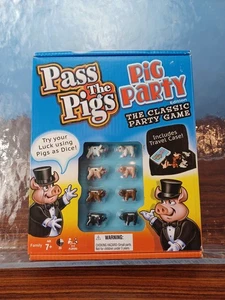 Pass
The
Pigs
PIG
PARTY
THE CLASSIC
PARTY GAME
Try your
Luck using
Pigs as Dice!
Includes
Travel Case!
WARNING:
Family
7+